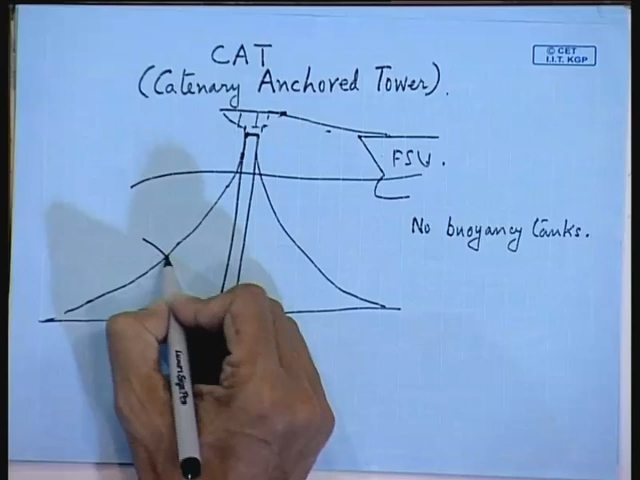 CAT
© CET
I.I.T. KGP
(Catenary Anchored Tower).
FSU.
No buoyancy tanks.